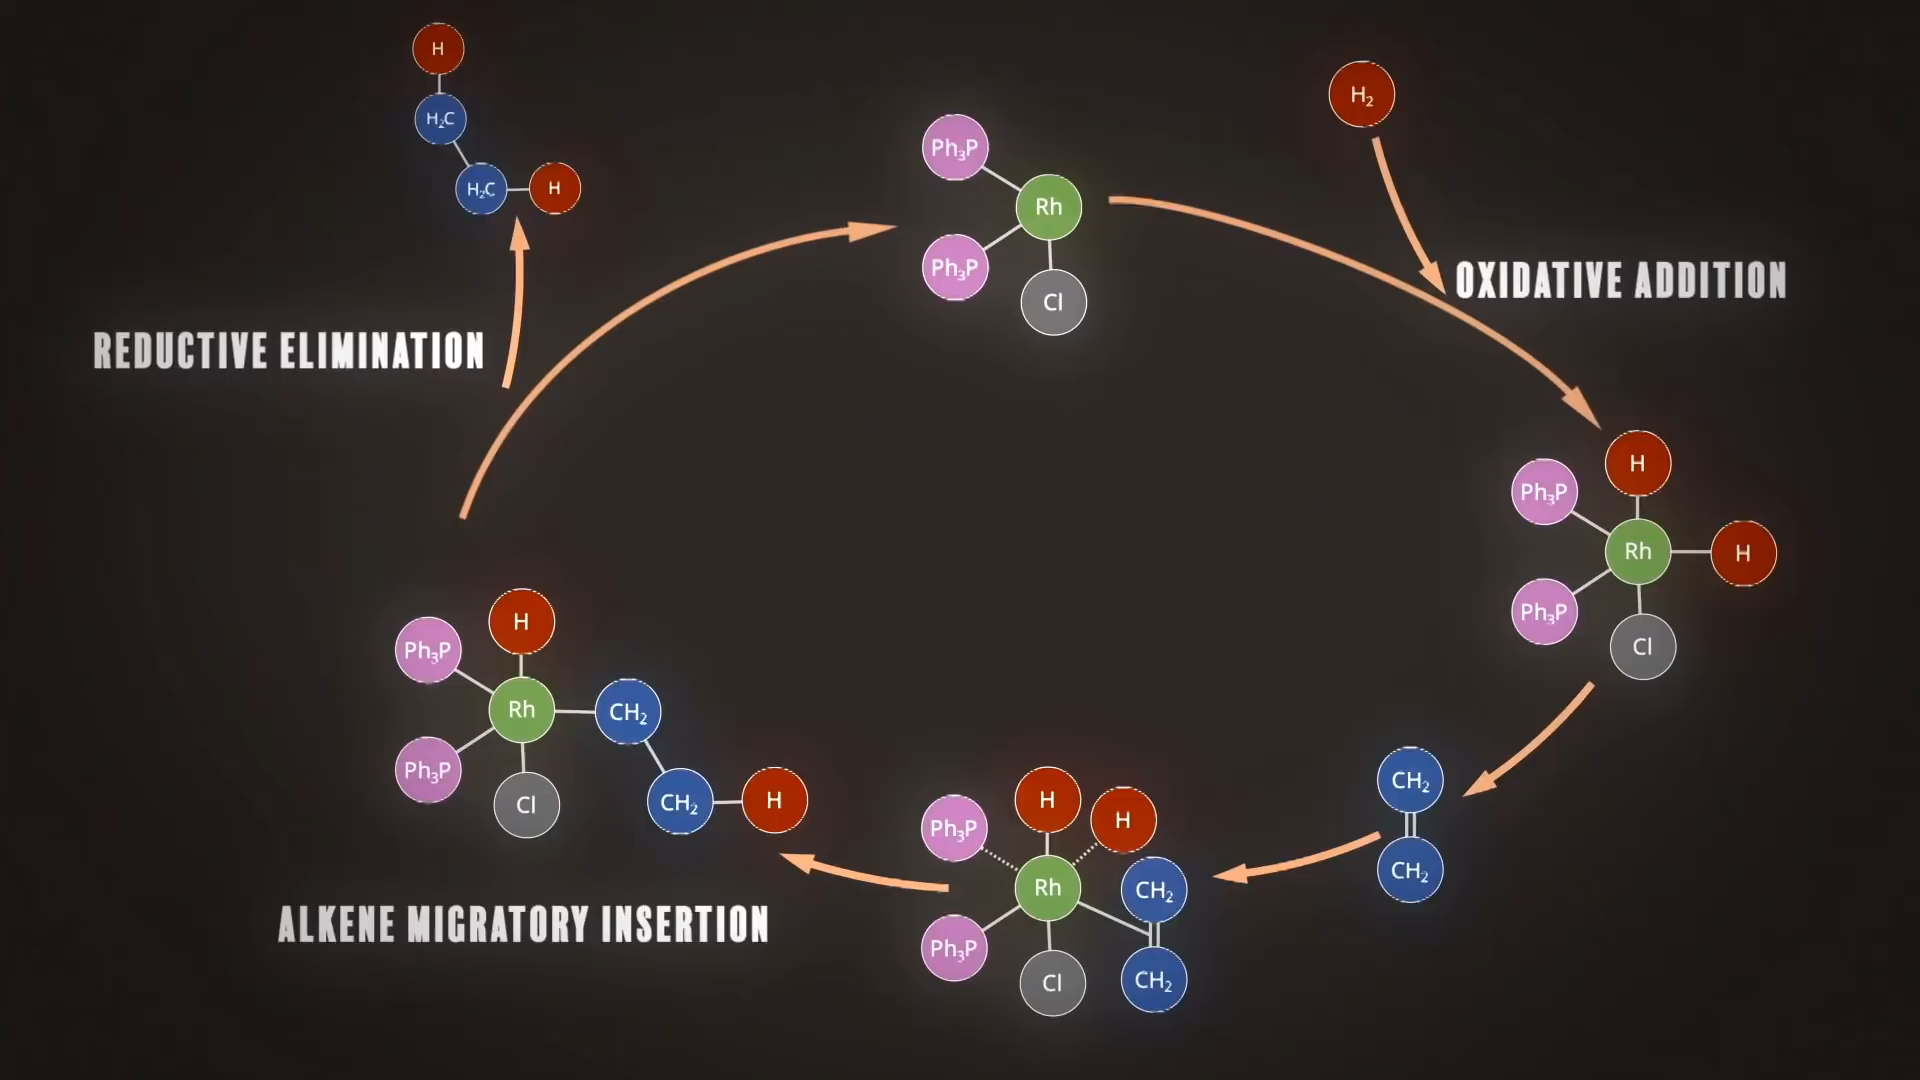 H
H₂C
H₂C
H
Ph₃P
Rh
Ph₃P
Cl
H₂
OXIDATIVE ADDITION
REDUCTIVE ELIMINATION
H
Ph₃P
Rh
H
Ph₃P
Cl
H
Ph₃P
Rh
CH₂
Ph₃P
Cl
CH₂
H
ALKENE MIGRATORY INSERTION
H
H
Ph₃P
Rh
CH₂
Ph₃P
Cl
CH₂
CH₂
CH₂